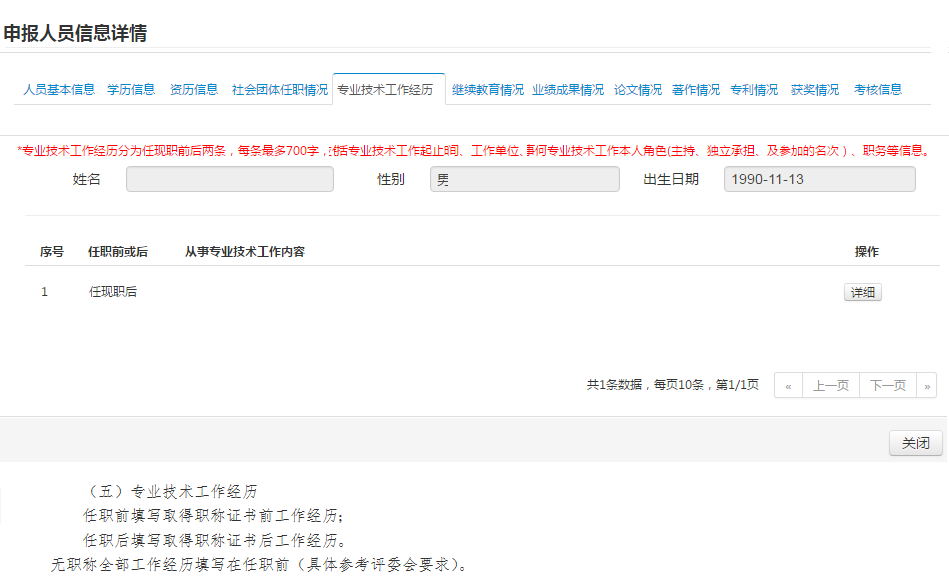 申报人员信息详情
人员基本信息 学历信息 资历信息 社会团体任职情况 专业技术工作经历 继续教育情况 业绩成果情况 论文情况 著作情况 专利情况 获奖情况 考核信息
*专业技术工作经历分为任现职前后两条，每条最多700字，包括专业技术工作起止时间、工作单位、从事何专业技术工作本人角色(主持、独立承担、及参加的名次）、职务等信息。
姓名 性别 男 出生日期 1990-11-13
序号 任职前或后 从事专业技术工作内容 操作
1 任现职后 详细
共1条数据，每页10条，第1/1页 « 上一页 下一页 »
关闭
（五）专业技术工作经历
任职前填写取得职称证书前工作经历；
任职后填写取得职称证书后工作经历。
无职称全部工作经历填写在任职前（具体参考评委会要求）。